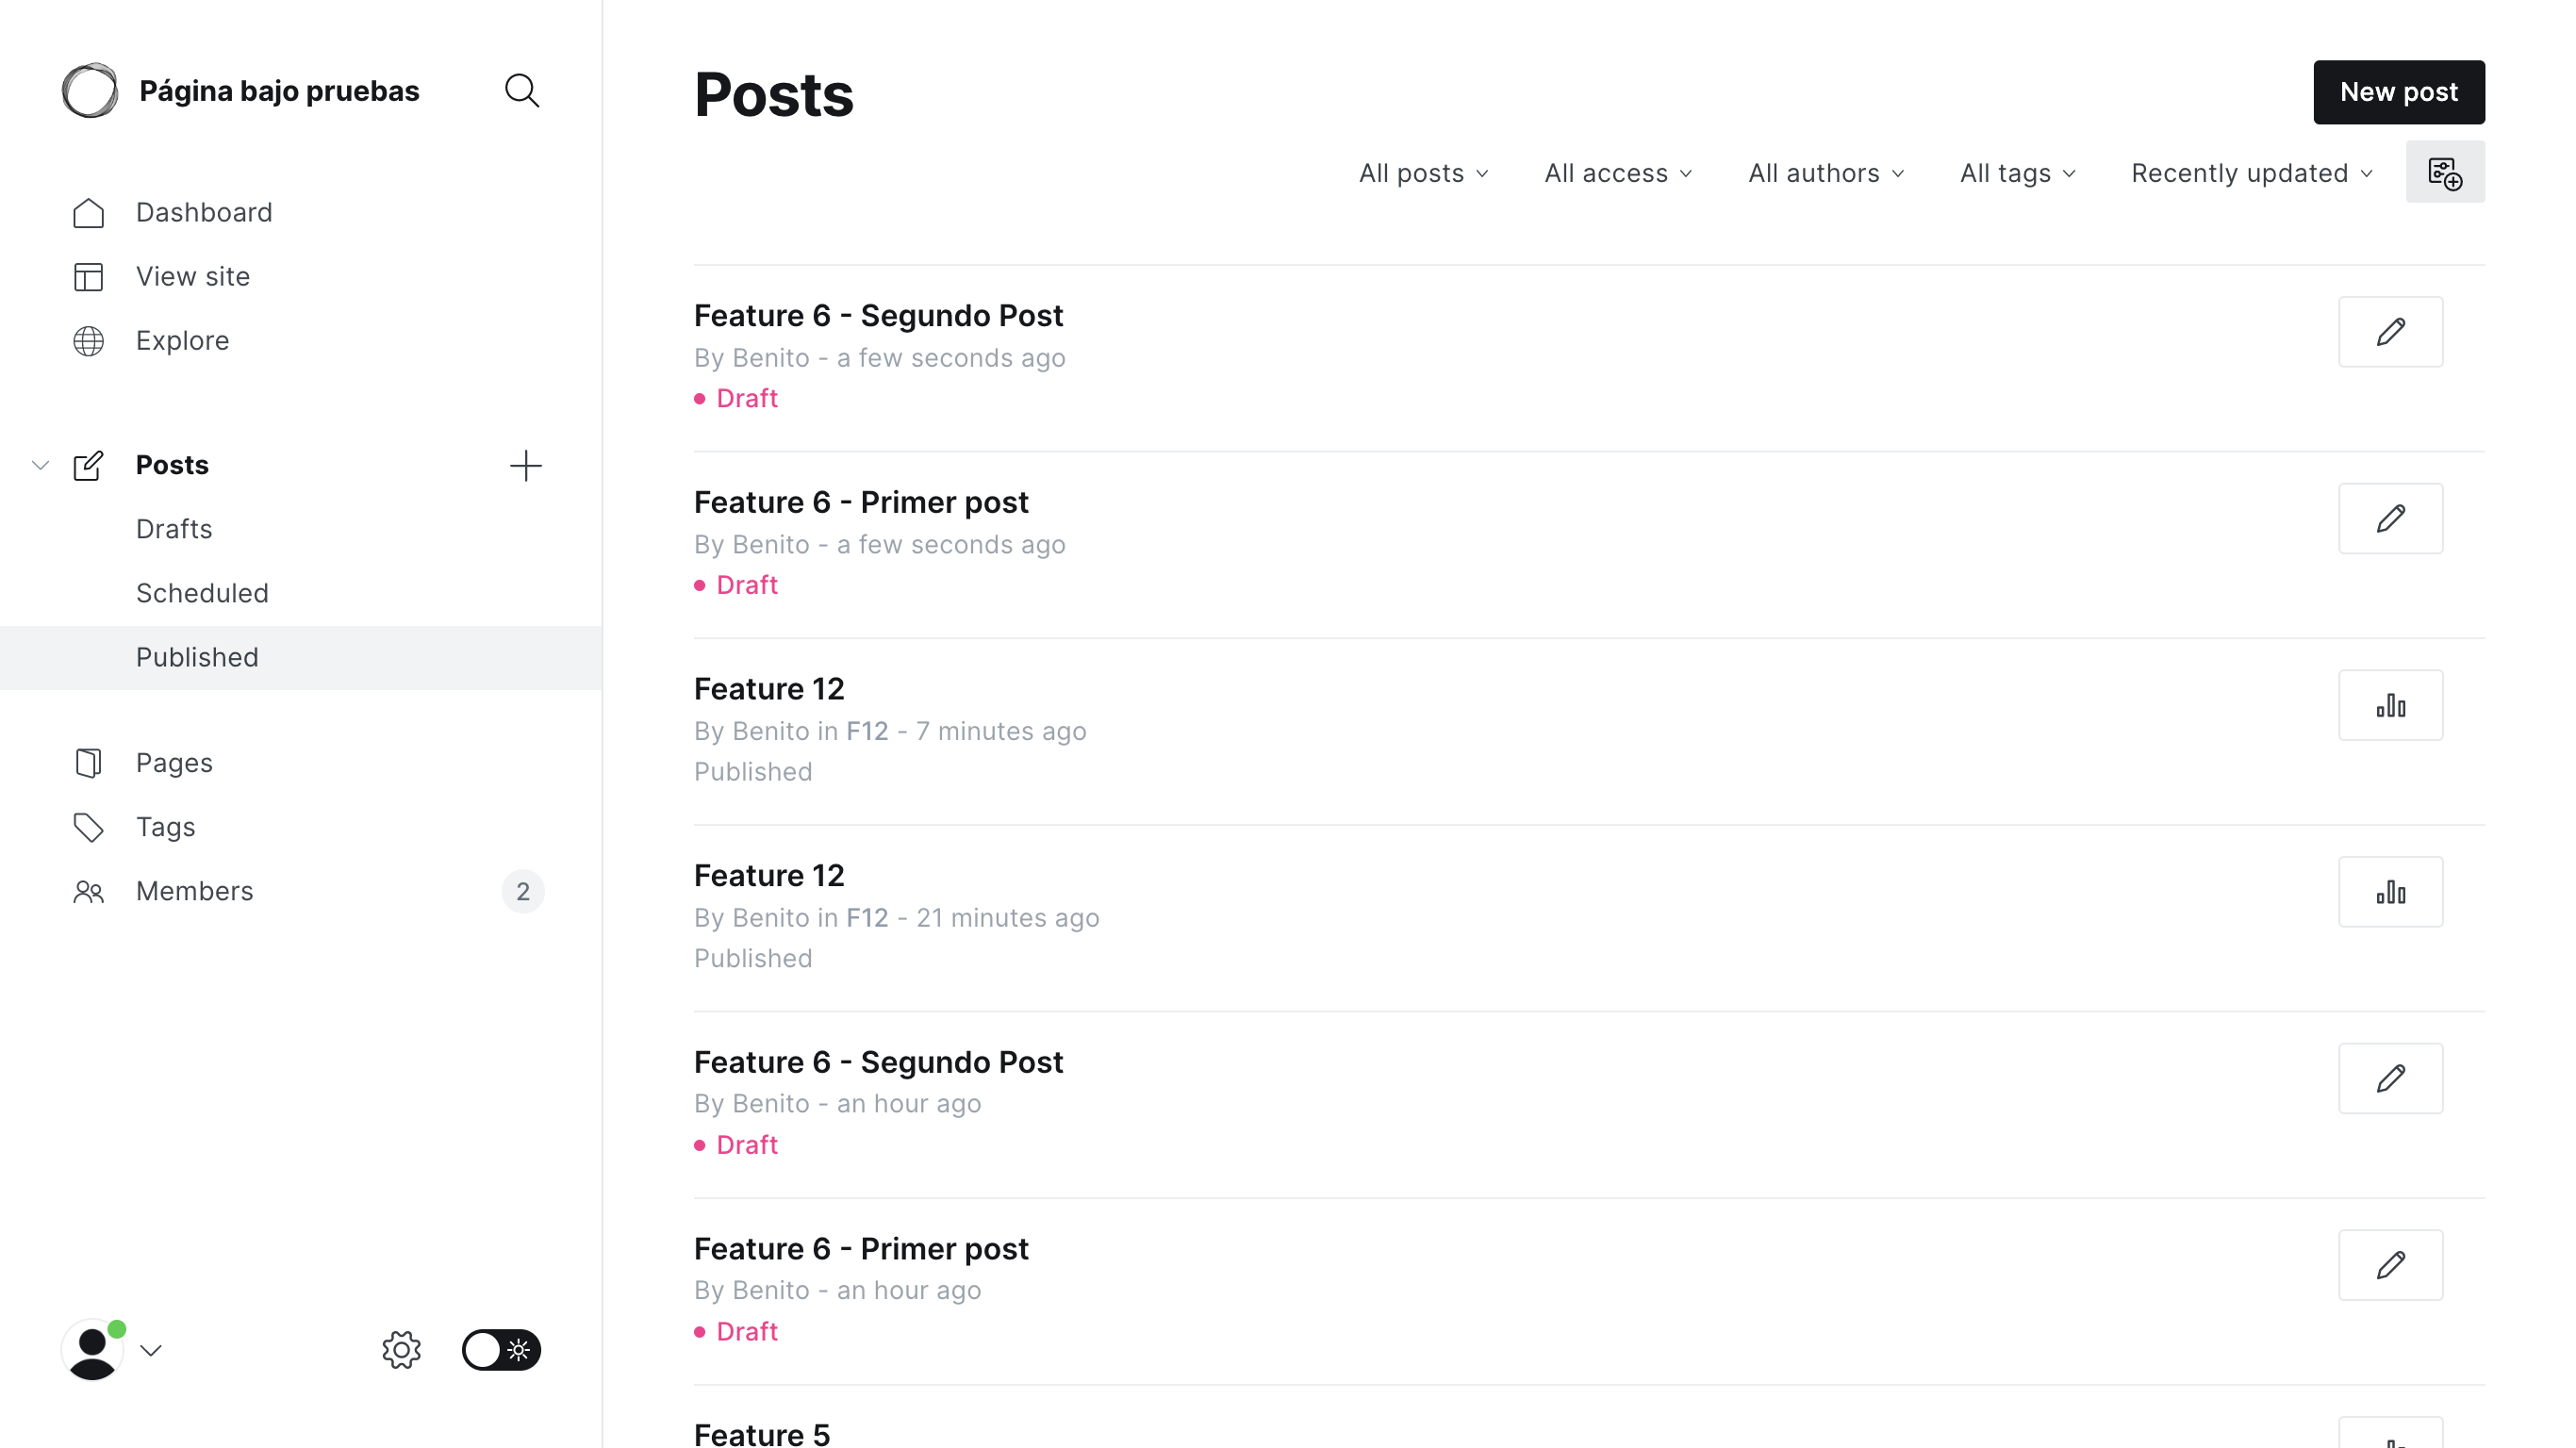 Página bajo pruebas
Dashboard
View site
Explore
Posts
Drafts
Scheduled
Published
Pages
Tags
Members
2
Posts
New post
All posts
All access
All authors
All tags
Recently updated
Feature 6 - Segundo Post
By Benito - a few seconds ago
Draft
Feature 6 - Primer post
By Benito - a few seconds ago
Draft
Feature 12
By Benito in F12 - 7 minutes ago
Published
Feature 12
By Benito in F12 - 21 minutes ago
Published
Feature 6 - Segundo Post
By Benito - an hour ago
Draft
Feature 6 - Primer post
By Benito - an hour ago
Draft
Feature 5